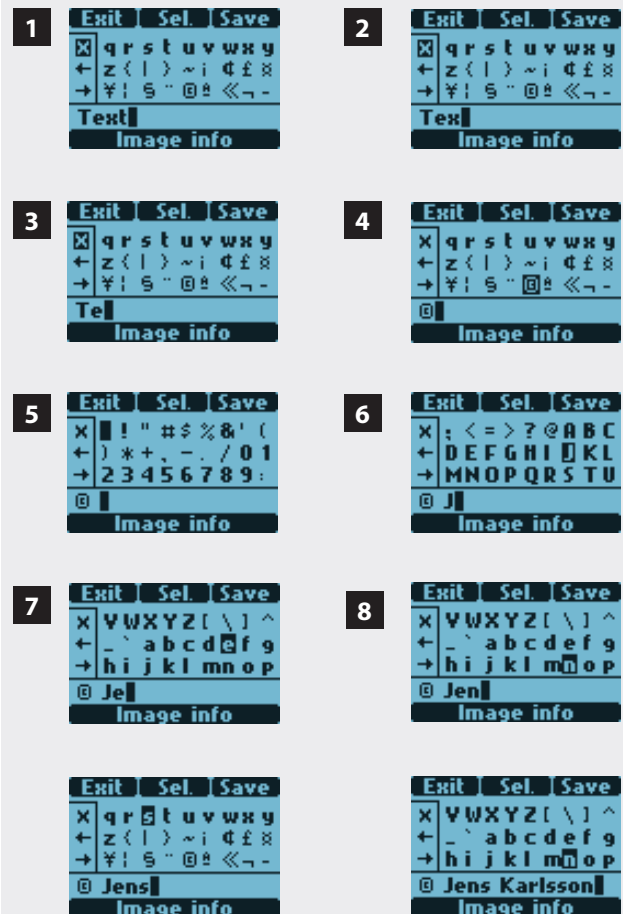 1
Exit Sel. Save
X q r s t u v w x y
← z { | } ~ ¡ ¢ £ ¤
→ ¥ ¦ § ¨ © ª « ¬ -
Text
Image info
2
Exit Sel. Save
X q r s t u v w x y
← z { | } ~ ¡ ¢ £ ¤
→ ¥ ¦ § ¨ © ª « ¬ -
Tex
Image info
3
Exit Sel. Save
X q r s t u v w x y
← z { | } ~ ¡ ¢ £ ¤
→ ¥ ¦ § ¨ © ª « ¬ -
Te
Image info
4
Exit Sel. Save
X q r s t u v w x y
← z { | } ~ ¡ ¢ £ ¤
→ ¥ ¦ § ¨ © ª « ¬ -
©
Image info
5
Exit Sel. Save
X ! " # $ % & ' (
← ) * + , - . / 0 1
→ 2 3 4 5 6 7 8 9 :
©
Image info
6
Exit Sel. Save
X ; < = > ? @ A B C
← D E F G H I J K L
→ M N O P Q R S T U
© J
Image info
7
Exit Sel. Save
X V W X Y Z [ \ ] ^
← _ ` a b c d e f g
→ h i j k l m n o p
© Je
Image info
8
Exit Sel. Save
X V W X Y Z [ \ ] ^
← _ ` a b c d e f g
→ h i j k l m n o p
© Jen
Image info
Exit Sel. Save
X q r s t u v w x y
← z { | } ~ ¡ ¢ £ ¤
→ ¥ ¦ § ¨ © ª « ¬ -
© Jens
Image info
Exit Sel. Save
X V W X Y Z [ \ ] ^
← _ ` a b c d e f g
→ h i j k l m n o p
© Jens Karlsson
Image info